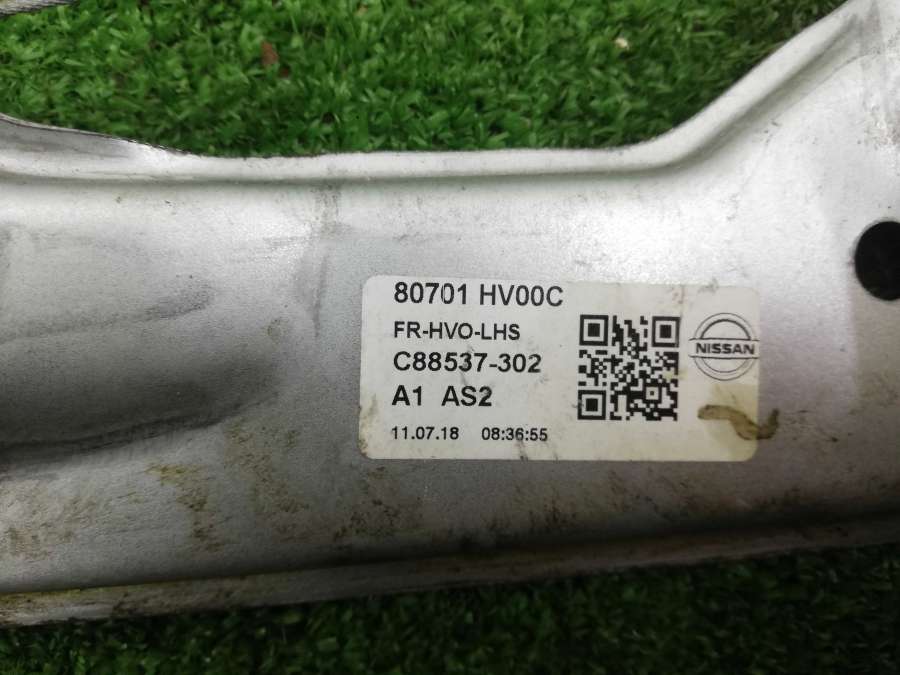 80701 HV00C
FR-HVO-LHS
C88537-302
A1 AS2
11.07.18 08:36:55
NISSAN